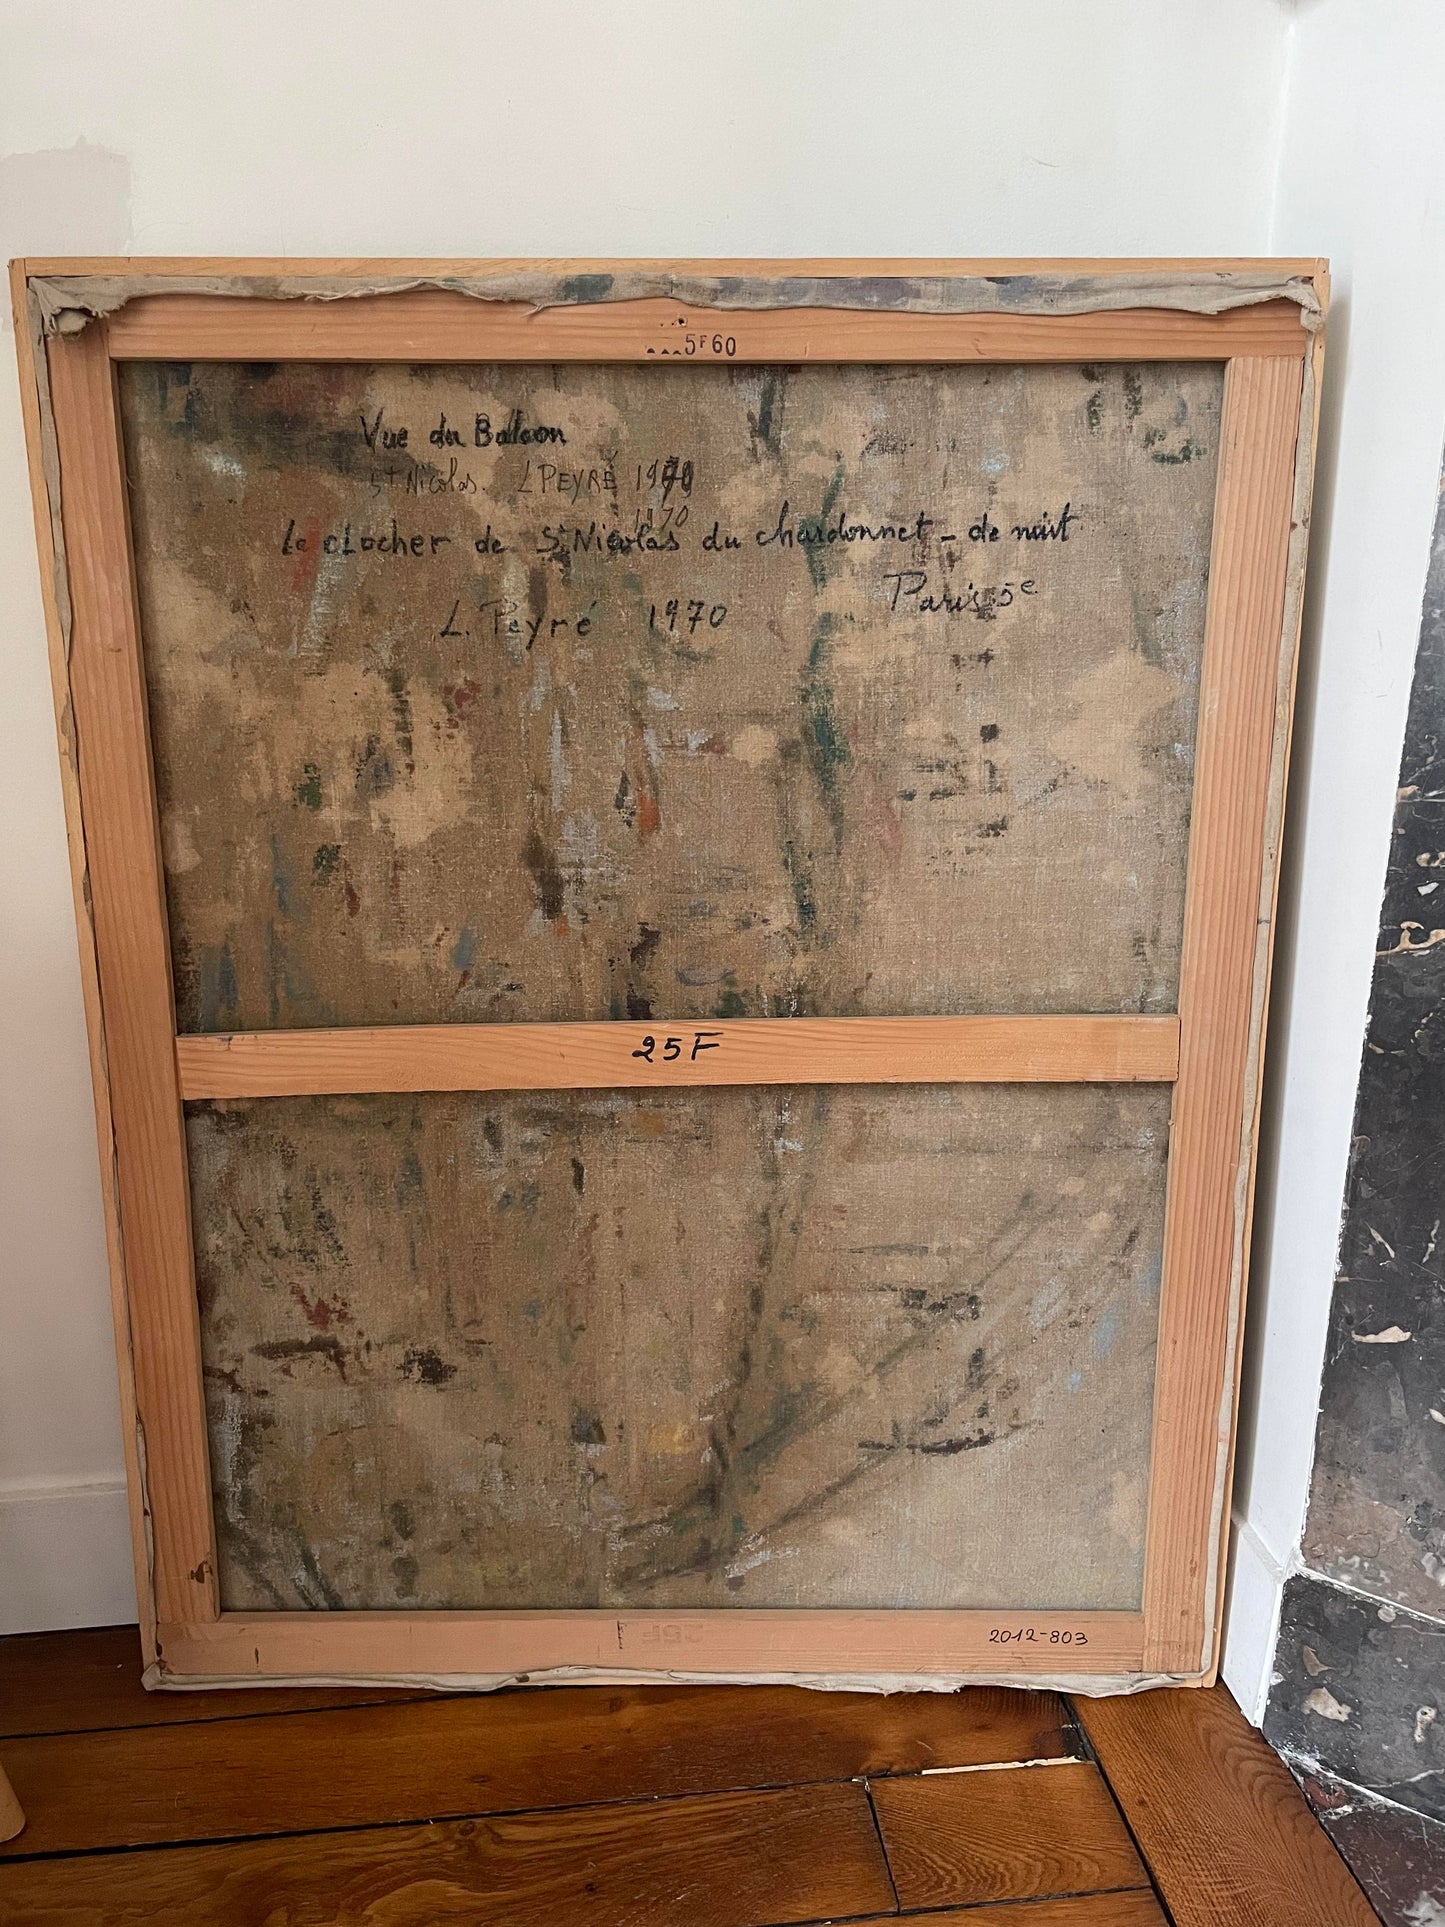 5F60
Vue du Balcon
St Nicolas. L PEYRÉ 1970
1970
Le cLocher de St Nicolas du chardonnet - de nuit
Paris 5e
L. Peyré 1970
25F
2012-803